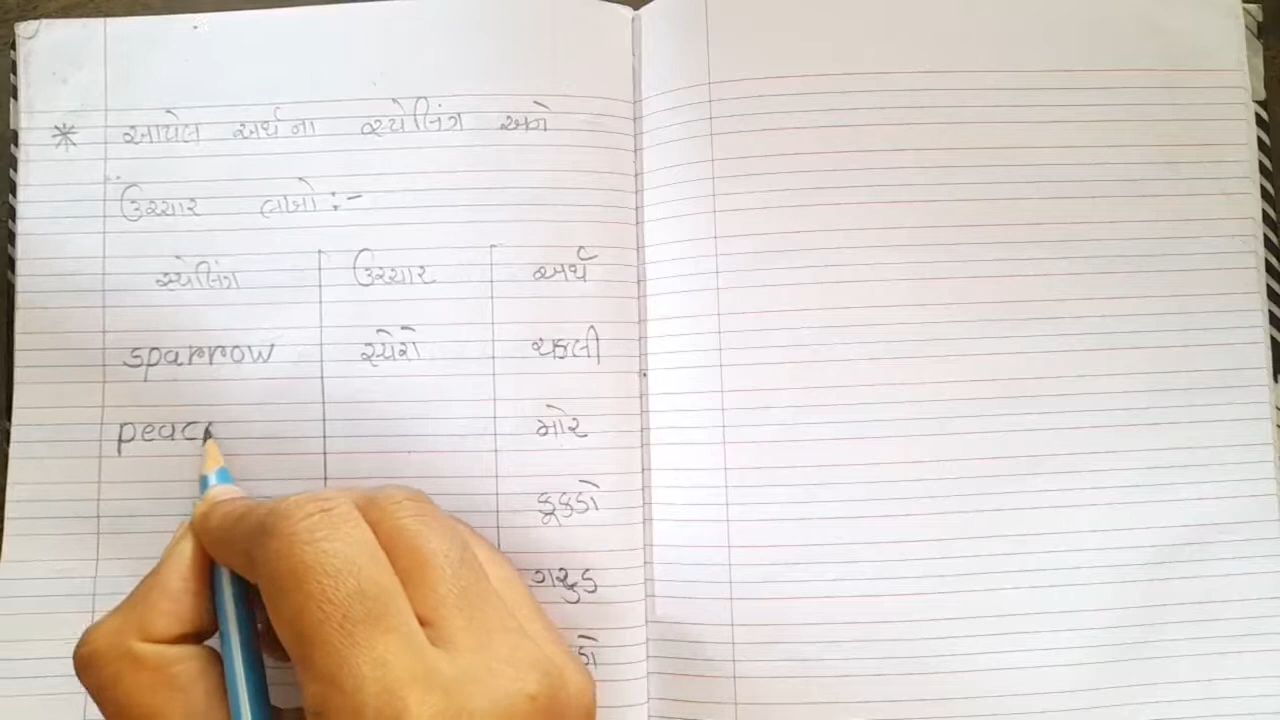 * આપેલ અર્થના સ્પેલિંગ અને
ઉચ્ચાર લખો :-
સ્પેલિંગ ઉચ્ચાર અર્થ
sparrow સ્પેરો ચકલી
peac મોર
કૂકડો
ગરુડ